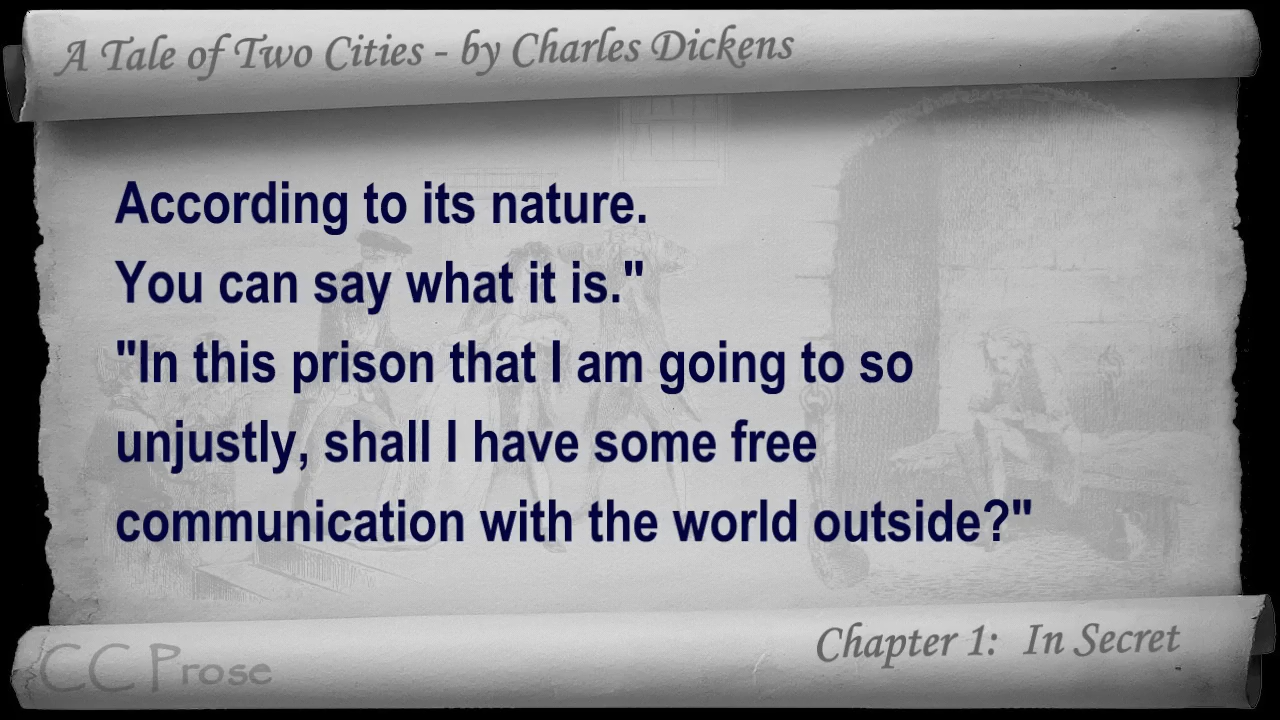 A Tale of Two Cities - by Charles Dickens
According to its nature.
You can say what it is."
"In this prison that I am going to so
unjustly, shall I have some free
communication with the world outside?"
Chapter 1: In Secret
CC Prose